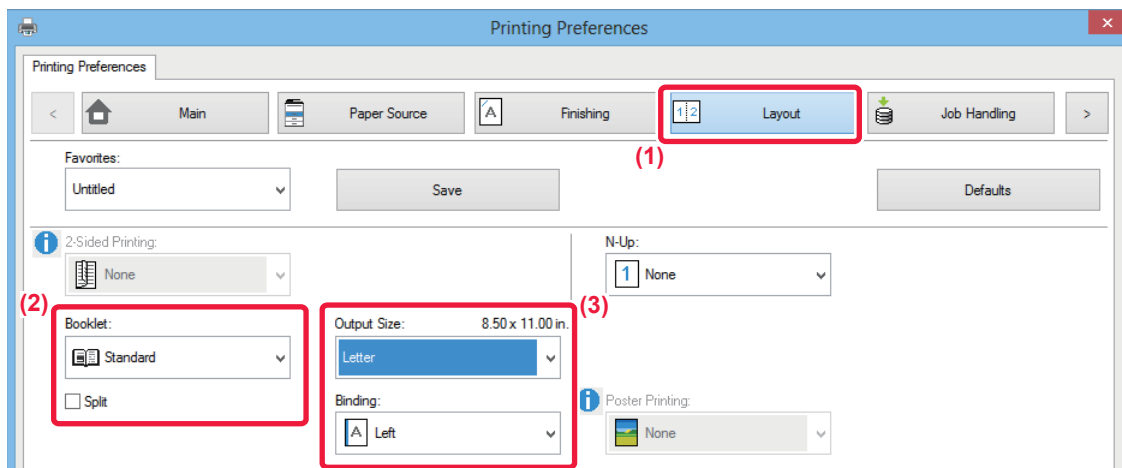 Printing Preferences
×
Printing Preferences
< Main Paper Source A Finishing 1 2 Layout Job Handling >
(1)
Favorites:
Untitled Save Defaults
i 2-Sided Printing: N-Up:
None 1 None
(2) (3)
Booklet: Output Size: 8.50 x 11.00 in.
Standard Letter
Split Binding: i Poster Printing:
A Left None